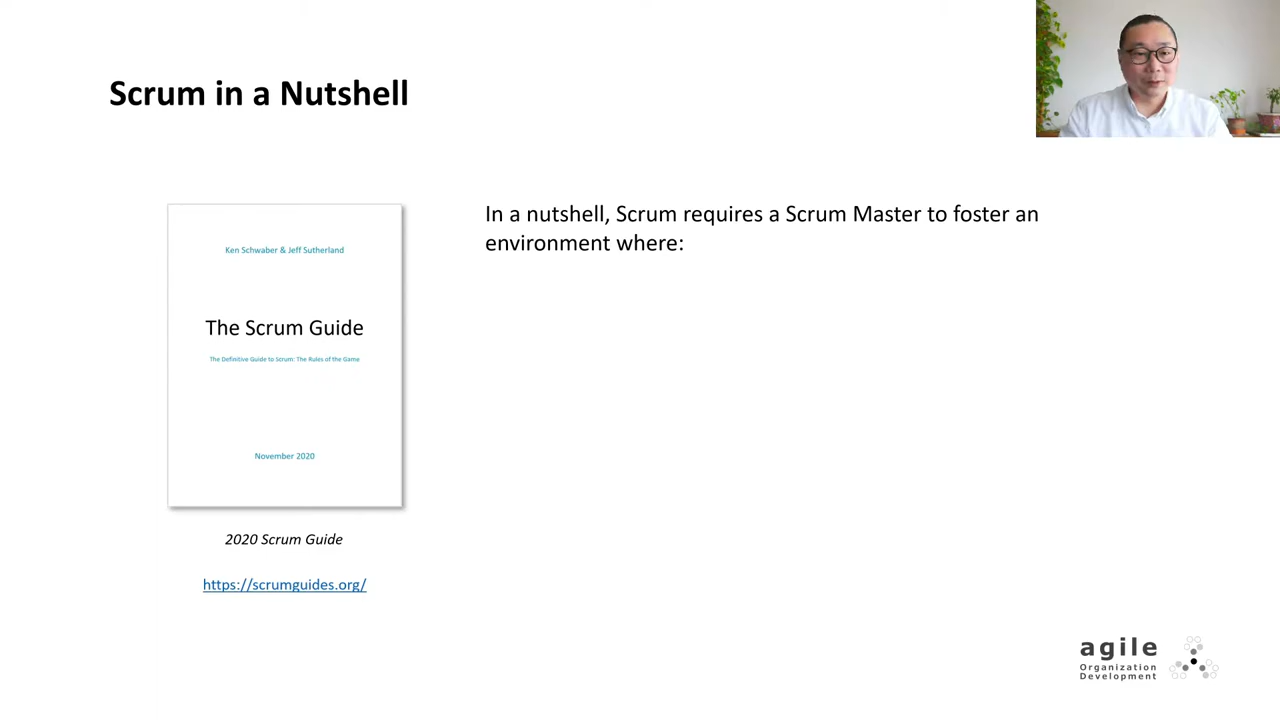 Scrum in a Nutshell
Ken Schwaber & Jeff Sutherland
The Scrum Guide
The Definitive Guide to Scrum: The Rules of the Game
November 2020
2020 Scrum Guide
https://scrumguides.org/
In a nutshell, Scrum requires a Scrum Master to foster an
environment where:
agile
Organization
Development